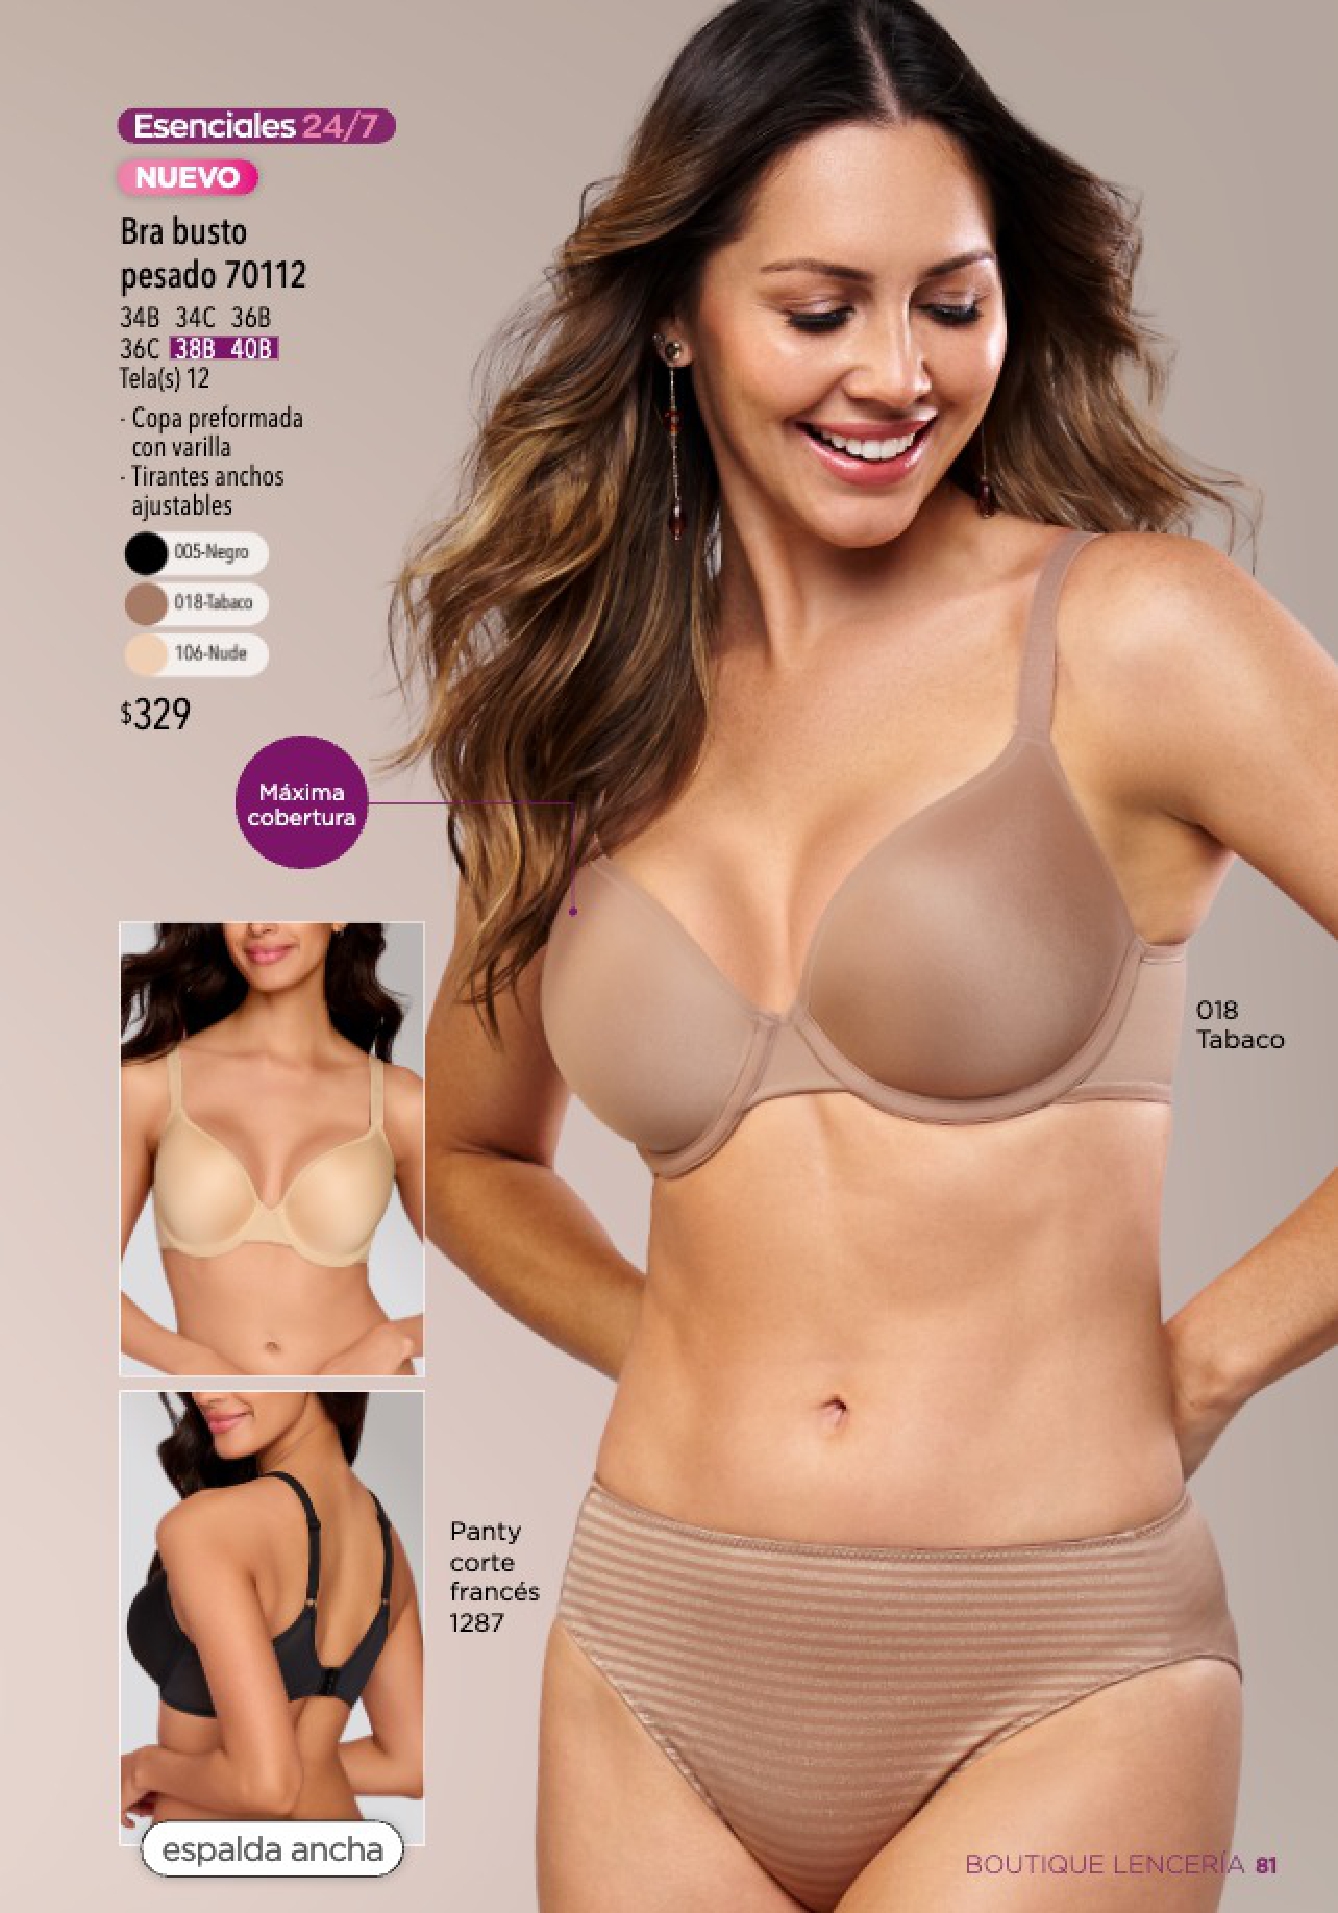 Esenciales 24/7
NUEVO
Bra busto
pesado 70112
34B 34C 36B
36C 38B 40B
Tela(s) 12
· Copa preformada
con varilla
· Tirantes anchos
ajustables
005-Negro
018-Tabaco
106-Nude
$329
Máxima
cobertura
018
Tabaco
Panty
corte
francés
1287
espalda ancha
BOUTIQUE LENCERÍA 81